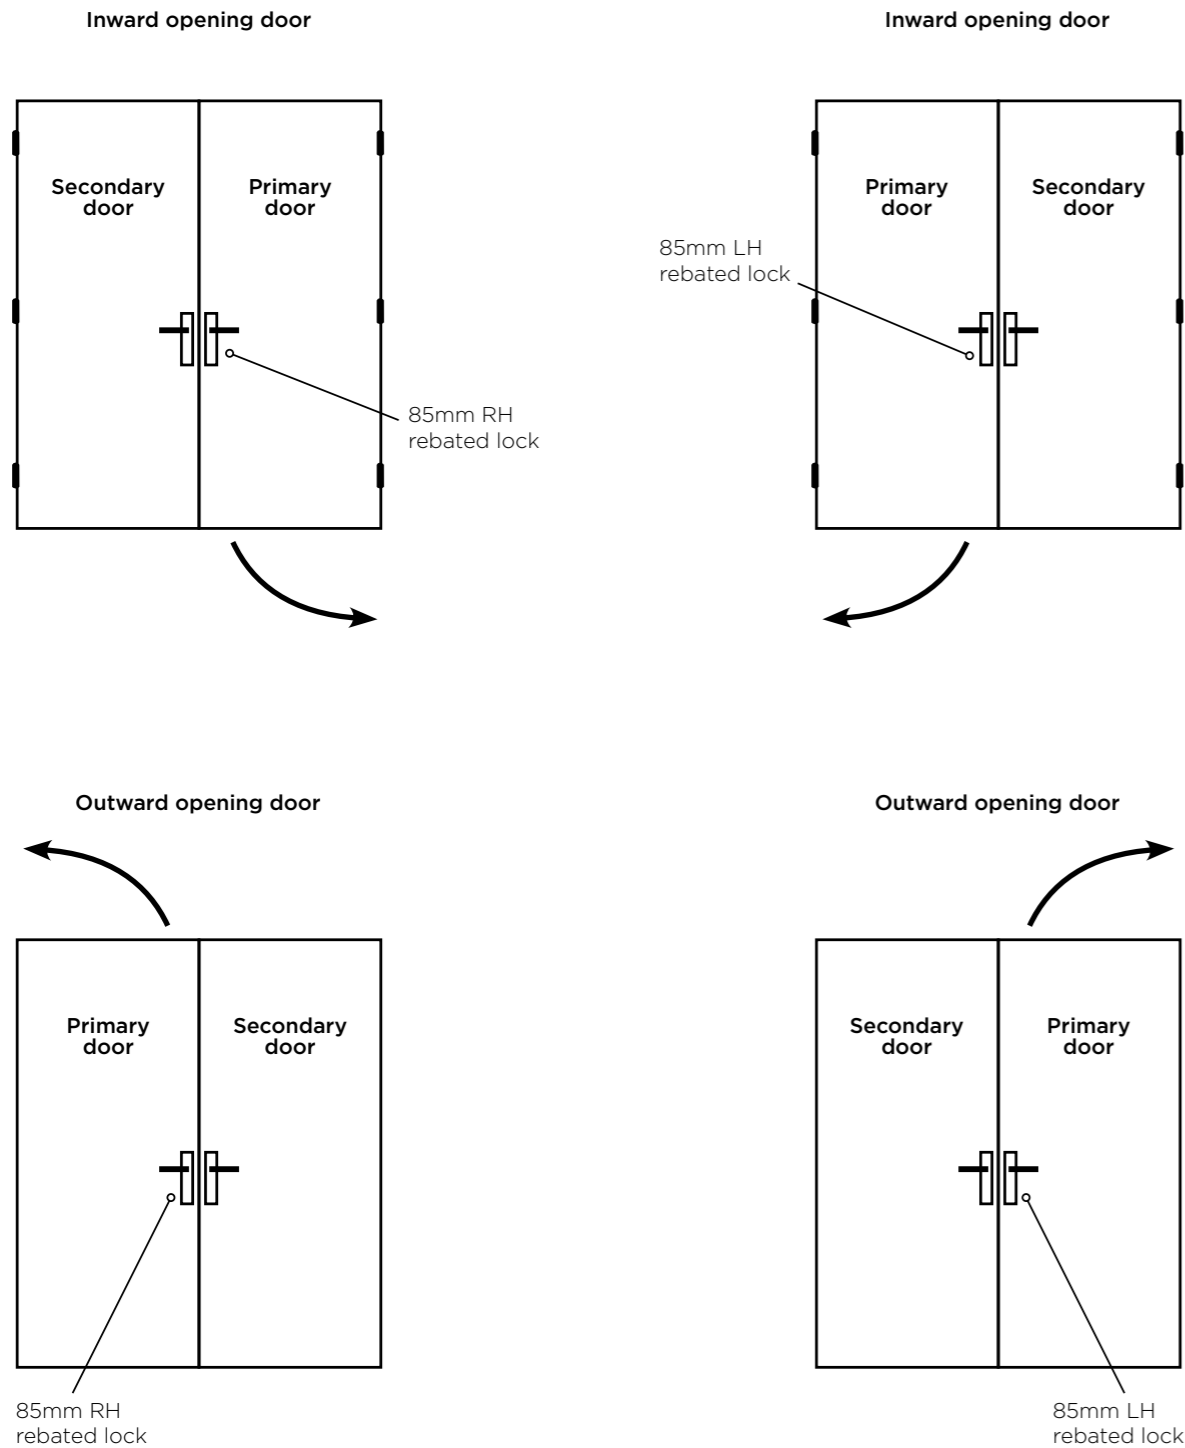 Inward opening door
Secondary
door
Primary
door
85mm RH
rebated lock
Inward opening door
Primary
door
Secondary
door
85mm LH
rebated lock
Outward opening door
Primary
door
Secondary
door
85mm RH
rebated lock
Outward opening door
Secondary
door
Primary
door
85mm LH
rebated lock